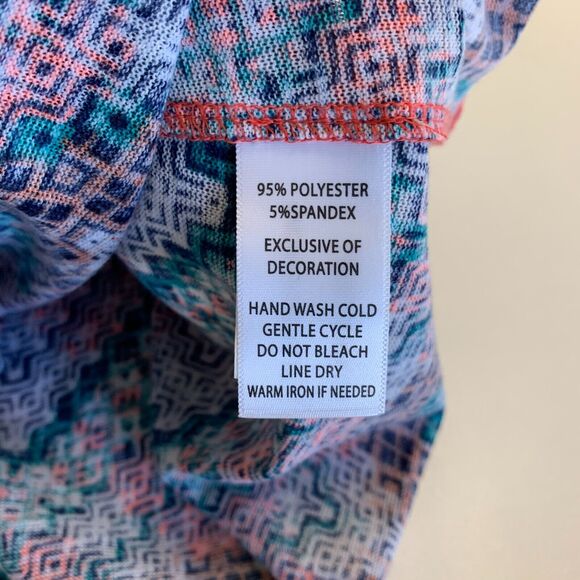 95% POLYESTER
5%SPANDEX
EXCLUSIVE OF
DECORATION
HAND WASH COLD
GENTLE CYCLE
DO NOT BLEACH
LINE DRY
WARM IRON IF NEEDED